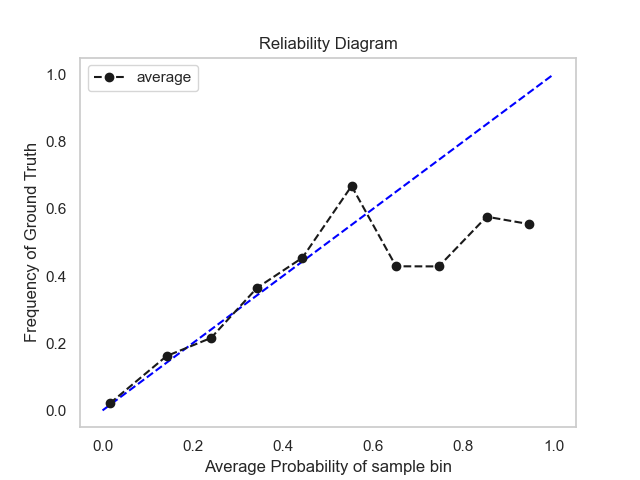 Reliability Diagram
average
Frequency of Ground Truth
1.0
0.8
0.6
0.4
0.2
0.0
0.0 0.2 0.4 0.6 0.8 1.0
Average Probability of sample bin